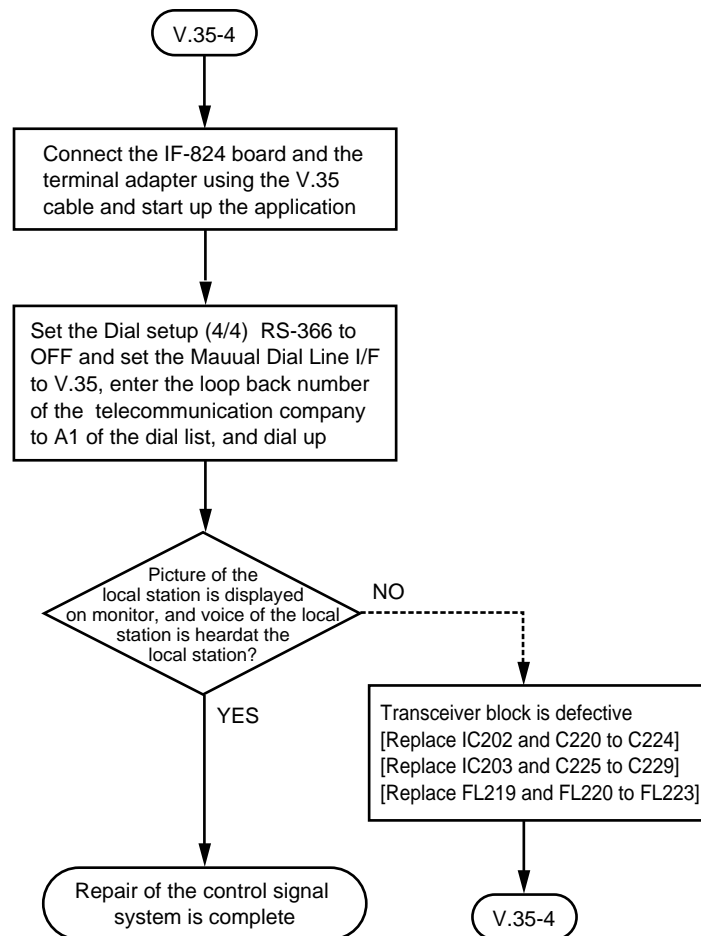 V.35-4
Connect the IF-824 board and the
terminal adapter using the V.35
cable and start up the application
Set the Dial setup (4/4) RS-366 to
OFF and set the Mauual Dial Line I/F
to V.35, enter the loop back number
of the telecommunication company
to A1 of the dial list, and dial up
Picture of the
local station is displayed
on monitor, and voice of the local
station is heardat the
local station?
NO
YES
Transceiver block is defective
[Replace IC202 and C220 to C224]
[Replace IC203 and C225 to C229]
[Replace FL219 and FL220 to FL223]
Repair of the control signal
system is complete
V.35-4